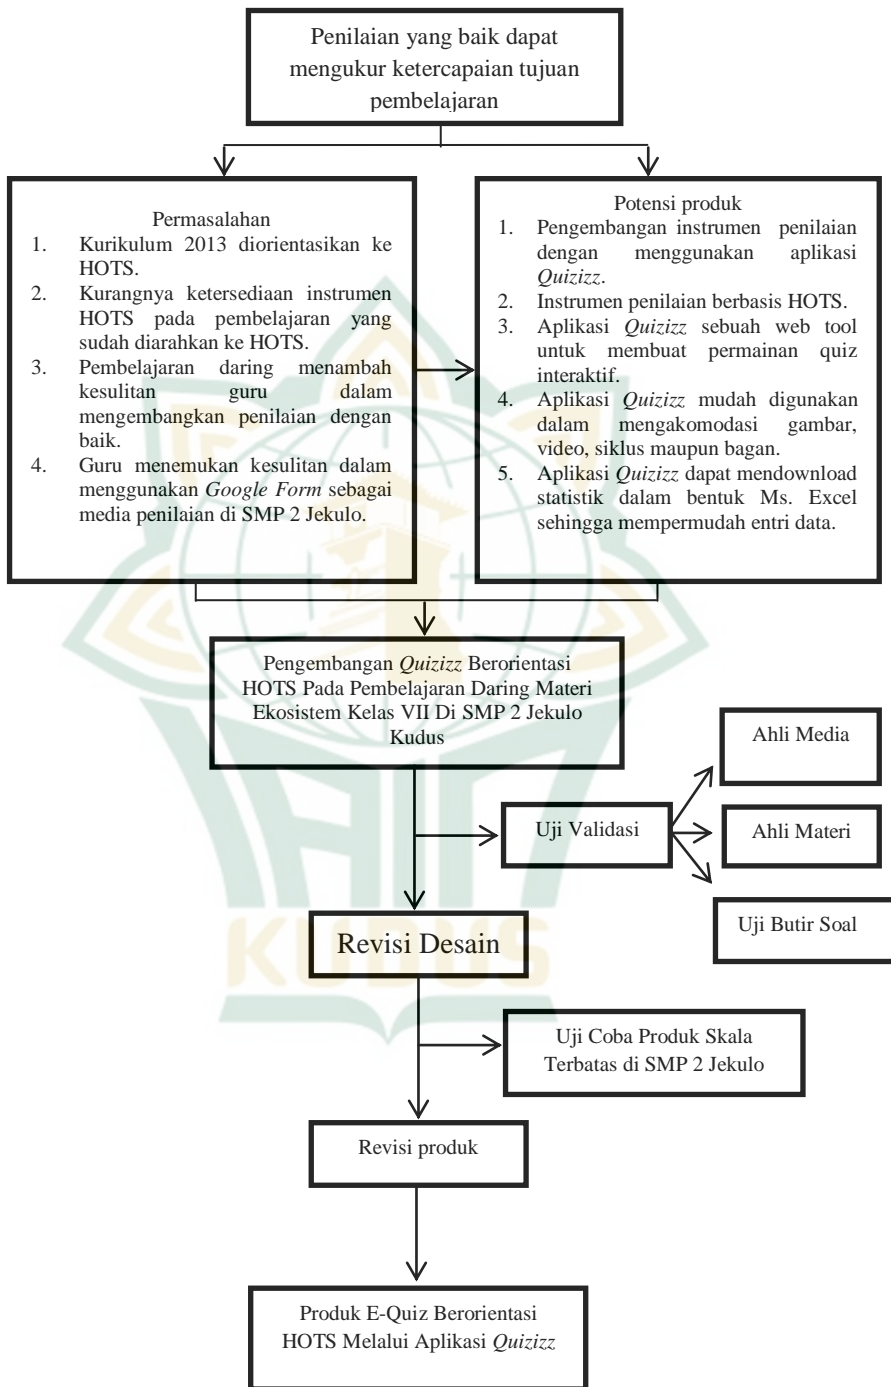 Penilaian yang baik dapat
mengukur ketercapaian tujuan
pembelajaran
Permasalahan
1. Kurikulum 2013 diorientasikan ke
HOTS.
2. Kurangnya ketersediaan instrumen
HOTS pada pembelajaran yang
sudah diarahkan ke HOTS.
3. Pembelajaran daring menambah
kesulitan guru dalam
mengembangkan penilaian dengan
baik.
4. Guru menemukan kesulitan dalam
menggunakan Google Form sebagai
media penilaian di SMP 2 Jekulo.
Potensi produk
1. Pengembangan instrumen penilaian
dengan menggunakan aplikasi
Quizizz.
2. Instrumen penilaian berbasis HOTS.
3. Aplikasi Quizizz sebuah web tool
untuk membuat permainan quiz
interaktif.
4. Aplikasi Quizizz mudah digunakan
dalam mengakomodasi gambar,
video, siklus maupun bagan.
5. Aplikasi Quizizz dapat mendownload
statistik dalam bentuk Ms. Excel
sehingga mempermudah entri data.
Pengembangan Quizizz Berorientasi
HOTS Pada Pembelajaran Daring Materi
Ekosistem Kelas VII Di SMP 2 Jekulo
Kudus
Ahli Media
Uji Validasi
Ahli Materi
Uji Butir Soal
Revisi Desain
KUDUS
Uji Coba Produk Skala
Terbatas di SMP 2 Jekulo
Revisi produk
Produk E-Quiz Berorientasi
HOTS Melalui Aplikasi Quizizz